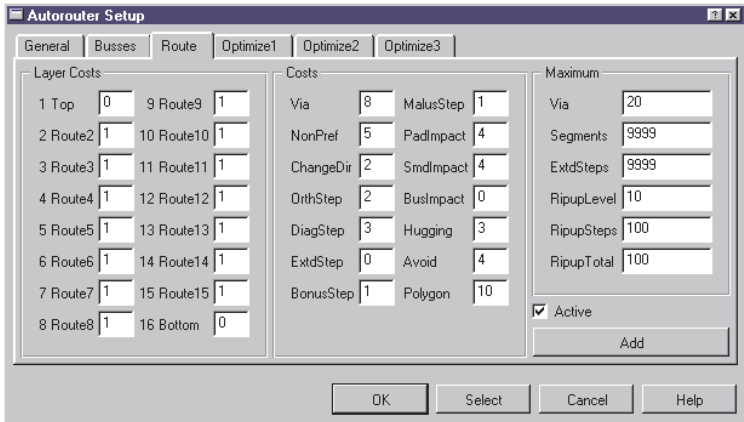 Autorouter Setup
General Busses Route Optimize1 Optimize2 Optimize3
Layer Costs
1 Top 0 9 Route9 1
2 Route2 1 10 Route10 1
3 Route3 1 11 Route11 1
4 Route4 1 12 Route12 1
5 Route5 1 13 Route13 1
6 Route6 1 14 Route14 1
7 Route7 1 15 Route15 1
8 Route8 1 16 Bottom 0
Costs
Via 8 MalusStep 1
NonPref 5 PadImpact 4
ChangeDir 2 SmdImpact 4
OrthStep 2 BusImpact 0
DiagStep 3 Hugging 3
ExtdStep 0 Avoid 4
BonusStep 1 Polygon 10
Maximum
Via 20
Segments 9999
ExtdSteps 9999
RipupLevel 10
RipupSteps 100
RipupTotal 100
Active
Add
OK Select Cancel Help